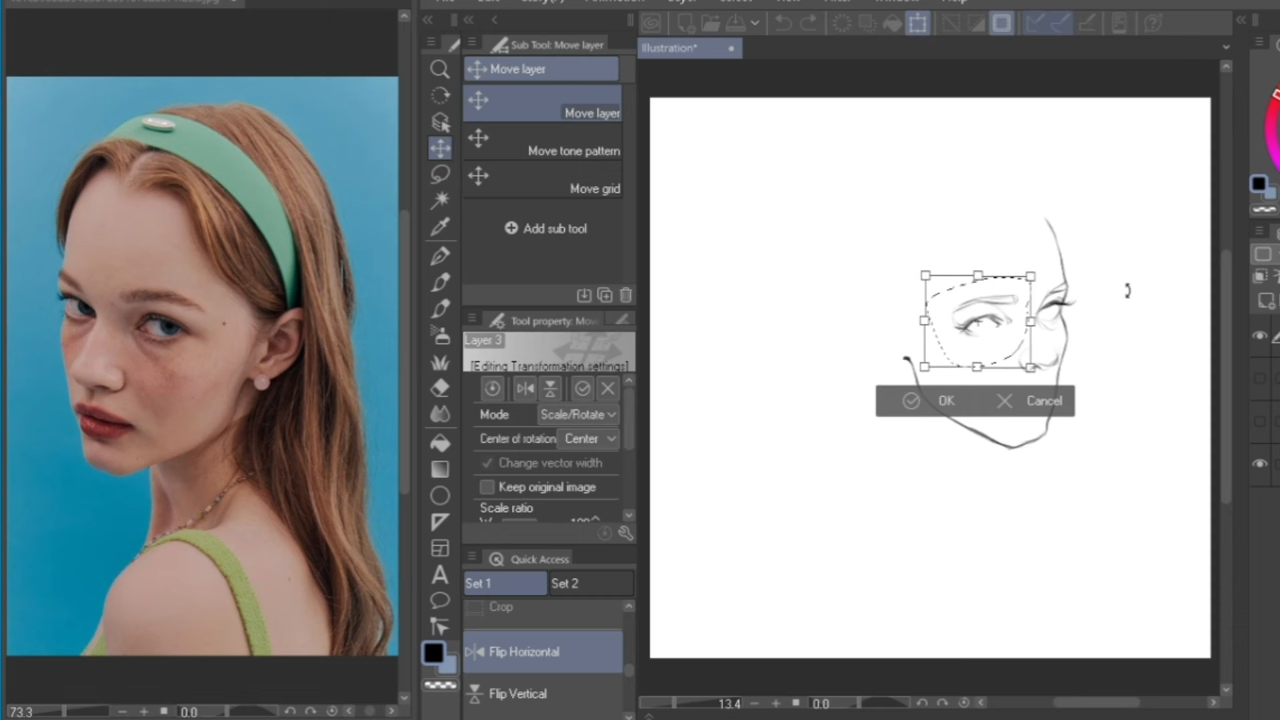 Sub Tool: Move layer
Illustration*
Move layer
Move layer
Move tone pattern
Move grid
Add sub tool
Tool property: Mov
Layer 3
[Editing Transformation settings]
Mode Scale/Rotate
Center of rotation Center
Change vector width
Keep original image
Scale ratio
OK Cancel
Quick Access
Set 1 Set 2
Crop
Flip Horizontal
Flip Vertical
73.3 0.0
13.4 0.0